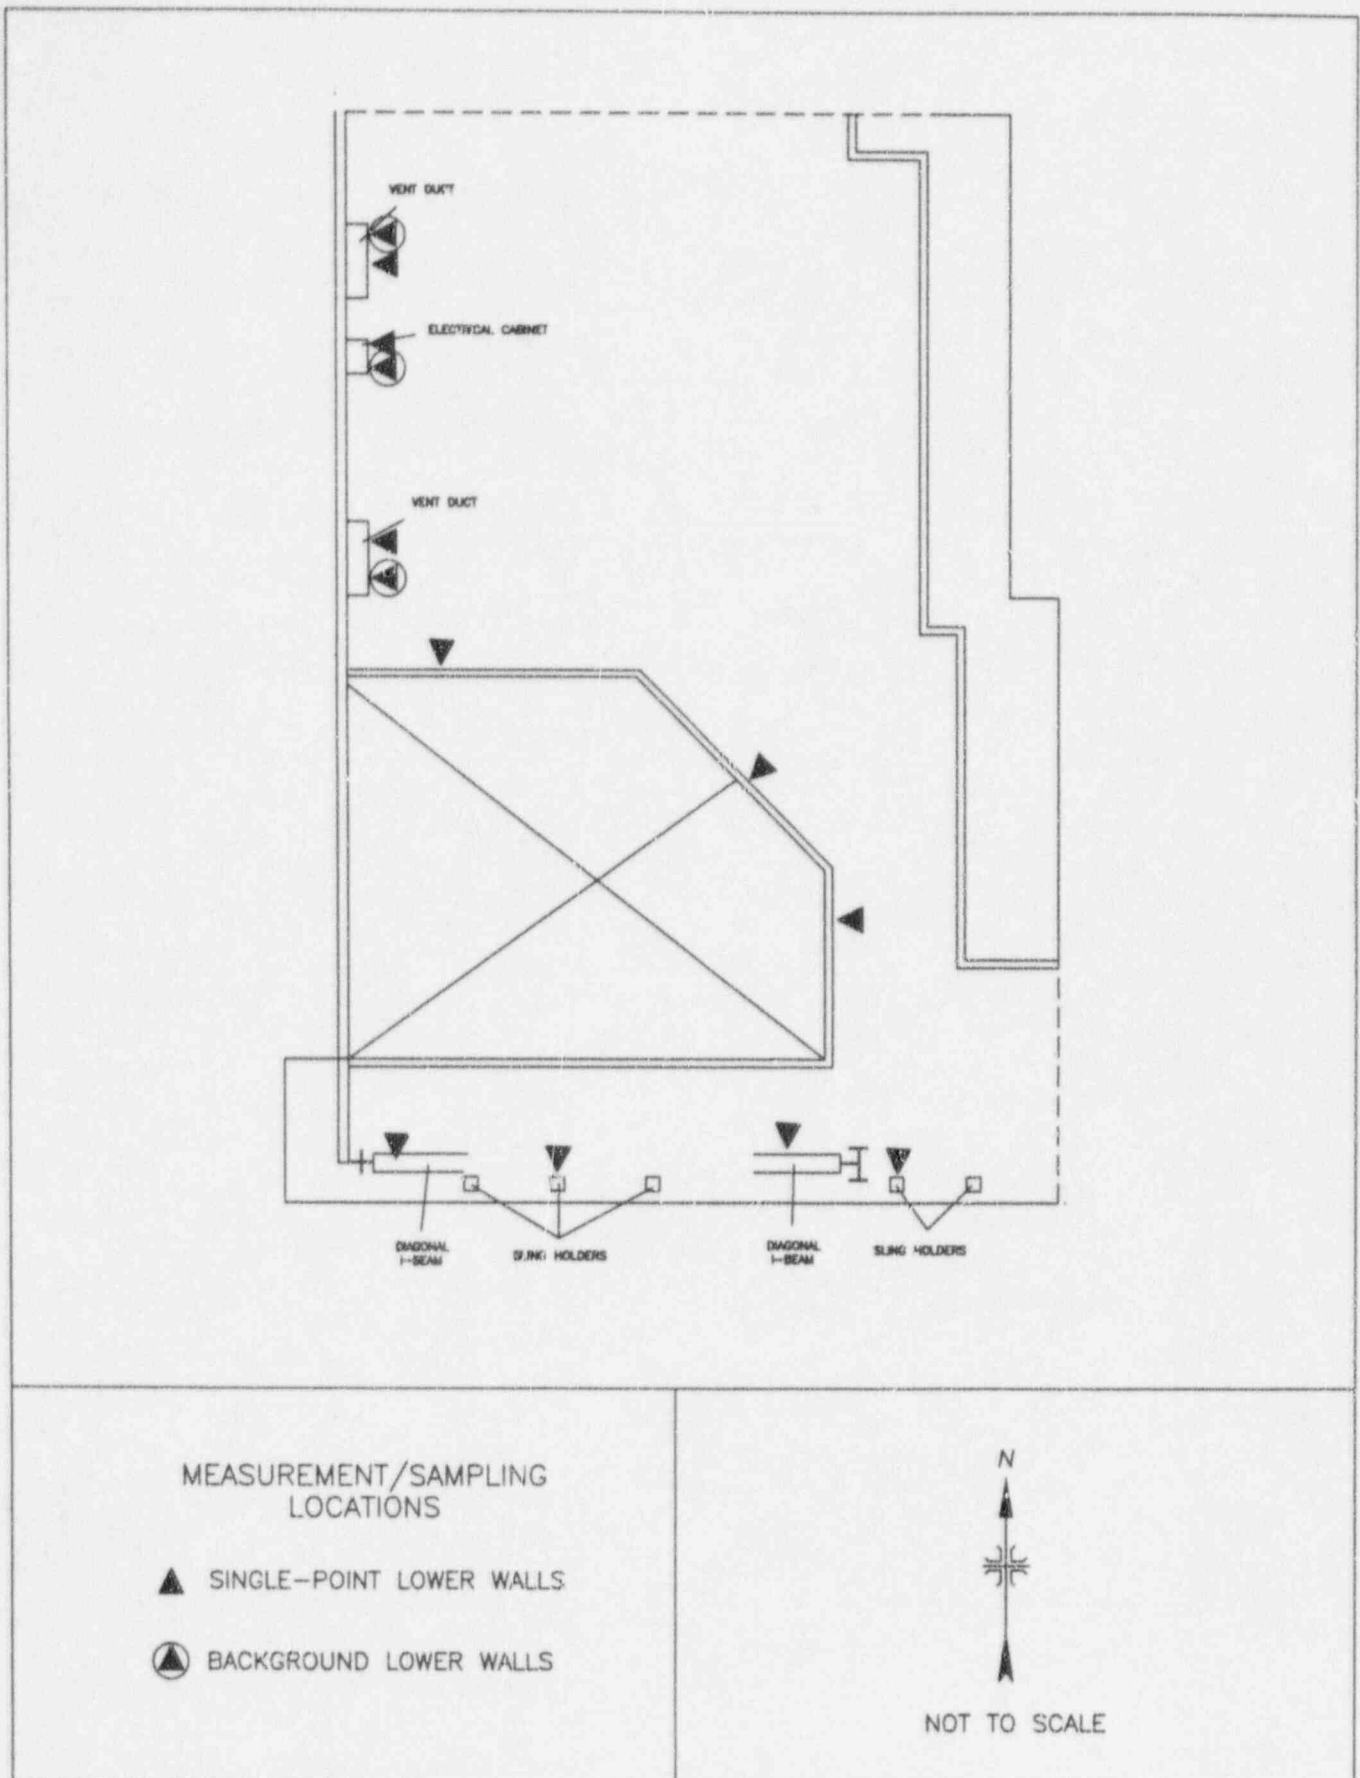 VENT DUCT
ELECTRICAL CABINET
VENT DUCT
DIAGONAL
I-BEAM
SLING HOLDERS
DIAGONAL
I-BEAM
SLING HOLDERS
MEASUREMENT/SAMPLING
LOCATIONS
SINGLE-POINT LOWER WALLS
BACKGROUND LOWER WALLS
N
NOT TO SCALE